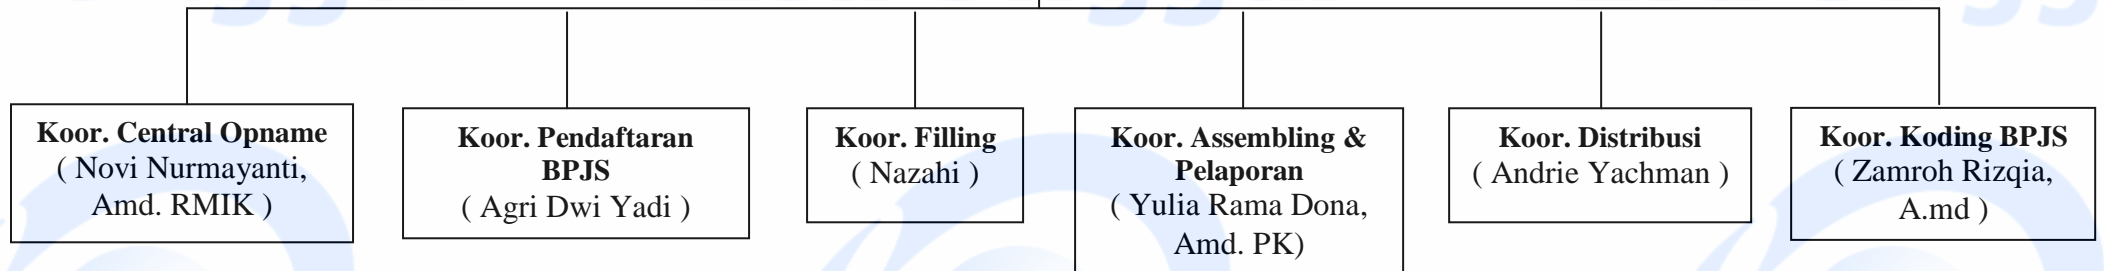 Koor. Central Opname
( Novi Nurmayanti,
Amd. RMIK )
Koor. Pendaftaran
BPJS
( Agri Dwi Yadi )
Koor. Filling
( Nazahi )
Koor. Assembling &
Pelaporan
( Yulia Rama Dona,
Amd. PK)
Koor. Distribusi
( Andrie Yachman )
Koor. Koding BPJS
( Zamroh Rizqia,
A.md )